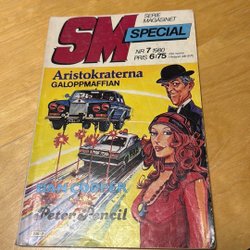 SM
SERIE
MAGASINET
SPECIAL
NR 7 1980
PRIS 6:75
Aristokraterna
GALOPPMAFFIAN
DAN COOPER
Peter Pencil